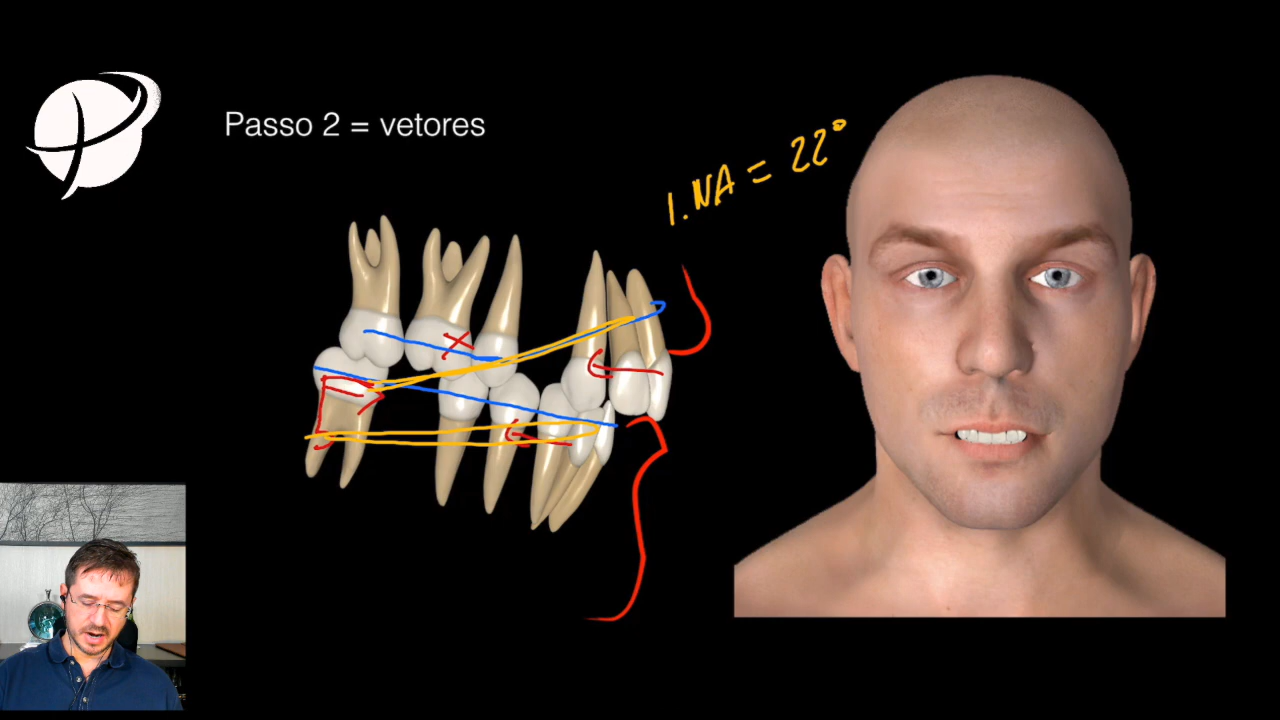 Passo 2 = vetores
1.NA = 22°